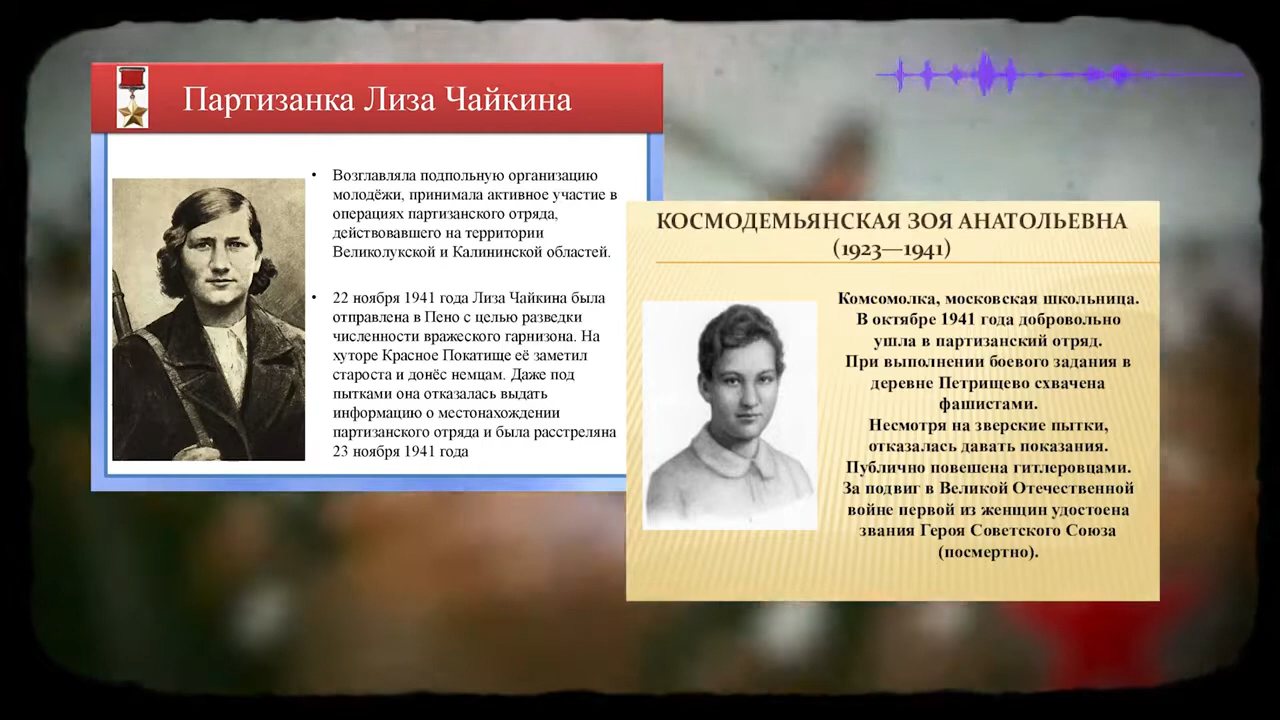 Партизанка Лиза Чайкина
• Возглавляла подпольную организацию
молодёжи, принимала активное участие в
операциях партизанского отряда,
действовавшего на территории
Великолукской и Калининской областей.
• 22 ноября 1941 года Лиза Чайкина была
отправлена в Пено с целью разведки
численности вражеского гарнизона. На
хуторе Красное Покатище её заметил
староста и донёс немцам. Даже под
пытками она отказалась выдать
информацию о местонахождении
партизанского отряда и была расстреляна
23 ноября 1941 года
КОСМОДЕМЬЯНСКАЯ ЗОЯ АНАТОЛЬЕВНА
(1923—1941)
Комсомолка, московская школьница.
В октябре 1941 года добровольно
ушла в партизанский отряд.
При выполнении боевого задания в
деревне Петрищево схвачена
фашистами.
Несмотря на зверские пытки,
отказалась давать показания.
Публично повешена гитлеровцами.
За подвиг в Великой Отечественной
войне первой из женщин удостоена
звания Героя Советского Союза
(посмертно).